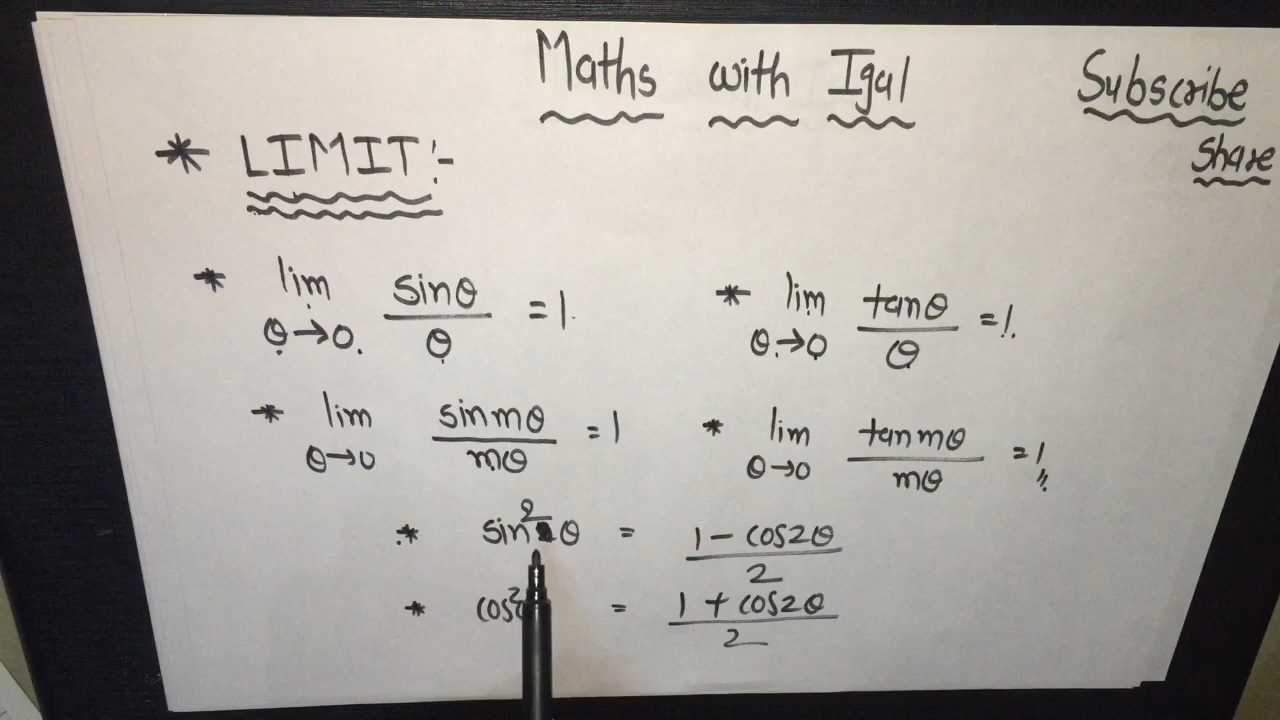 Maths with Igal
Subscribe
Share
* LIMIT:-
* lim θ→0 sinθ/θ = 1.
* lim θ→0 tanθ/θ = 1.
* lim θ→0 sinmθ/mθ = 1
* lim θ→0 tanmθ/mθ = 1
* sin²θ = 1 - cos2θ/2
* cos² = 1 + cos2θ/2